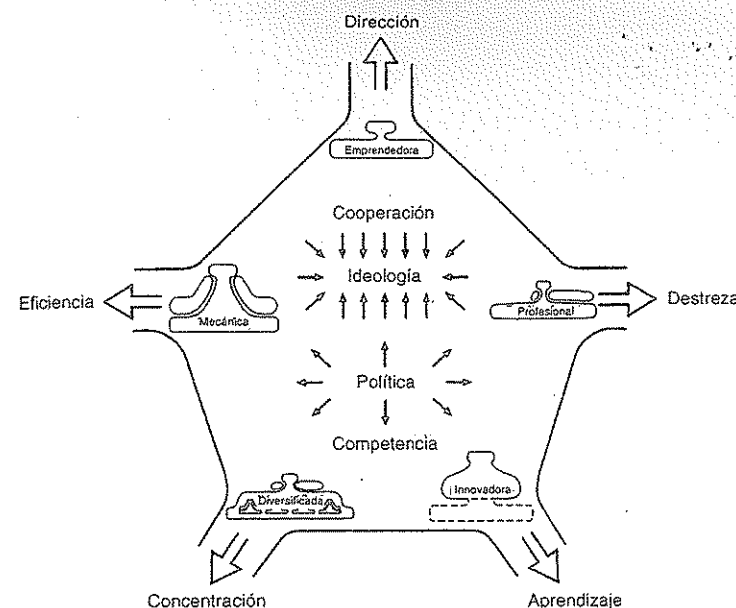 Dirección
Emprendedora
Cooperación
Ideología
Eficiencia
Mecánica
Profesional
Destreza
Política
Competencia
Diversificada
Innovadora
Concentración
Aprendizaje